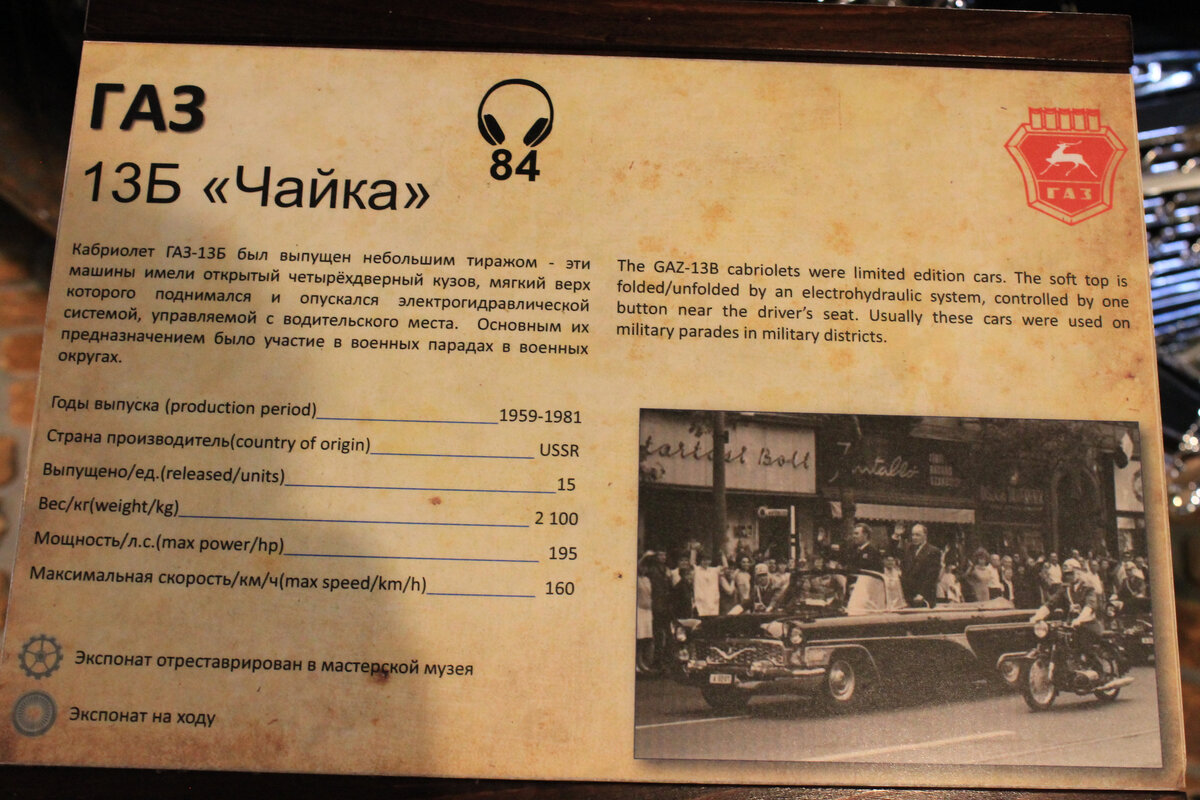 ГАЗ
13Б «Чайка»
84
ГАЗ
Кабриолет ГАЗ-13Б был выпущен небольшим тиражом - эти
машины имели открытый четырёхдверный кузов, мягкий верх
которого поднимался и опускался электрогидравлической
системой, управляемой с водительского места. Основным их
предназначением было участие в военных парадах в военных
округах.
The GAZ-13B cabriolets were limited edition cars. The soft top is
folded/unfolded by an electrohydraulic system, controlled by one
button near the driver's seat. Usually these cars were used on
military parades in military districts.
Годы выпуска (production period) 1959-1981
Страна производитель(country of origin) USSR
Выпущено/ед.(released/units) 15
Вес/кг(weight/kg) 2 100
Мощность/л.с.(max power/hp) 195
Максимальная скорость/км/ч(max speed/km/h) 160
Экспонат отреставрирован в мастерской музея
Экспонат на ходу